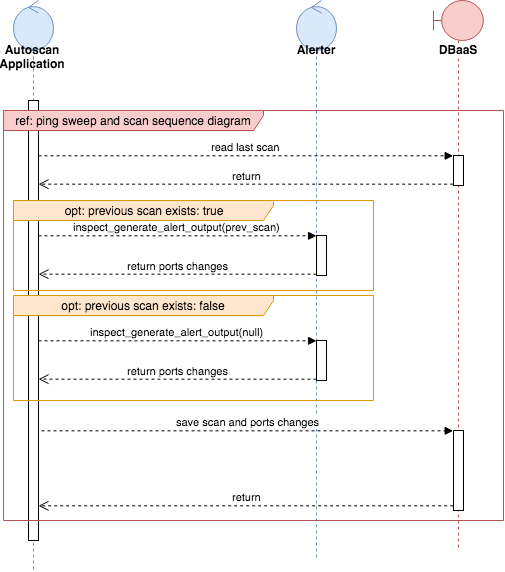 Autoscan
Application
Alerter
DBaaS
ref: ping sweep and scan sequence diagram
read last scan
return
opt: previous scan exists: true
inspect_generate_alert_output(prev_scan)
return ports changes
opt: previous scan exists: false
inspect_generate_alert_output(null)
return ports changes
save scan and ports changes
return